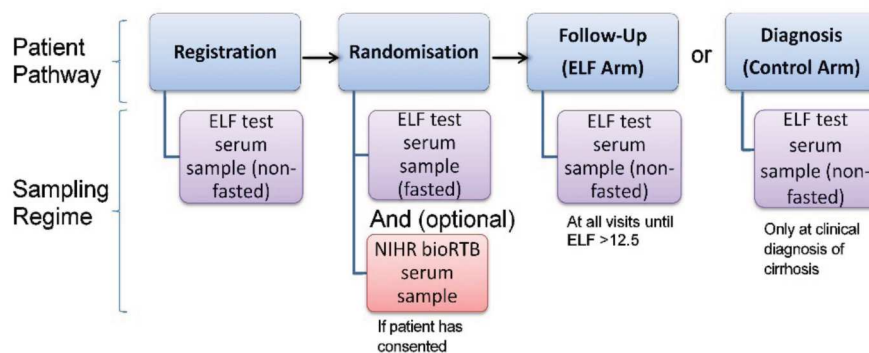 Patient
Pathway
Registration
Randomisation
Follow-Up
(ELF Arm)
or
Diagnosis
(Control Arm)
Sampling
Regime
ELF test
serum
sample (non-
fasted)
ELF test
serum
sample
(fasted)
And (optional)
NIHR bioRTB
serum
sample
If patient has
consented
ELF test
serum
sample (non-
fasted)
At all visits until
ELF >12.5
ELF test
serum
sample (non-
fasted)
Only at clinical
diagnosis of
cirrhosis